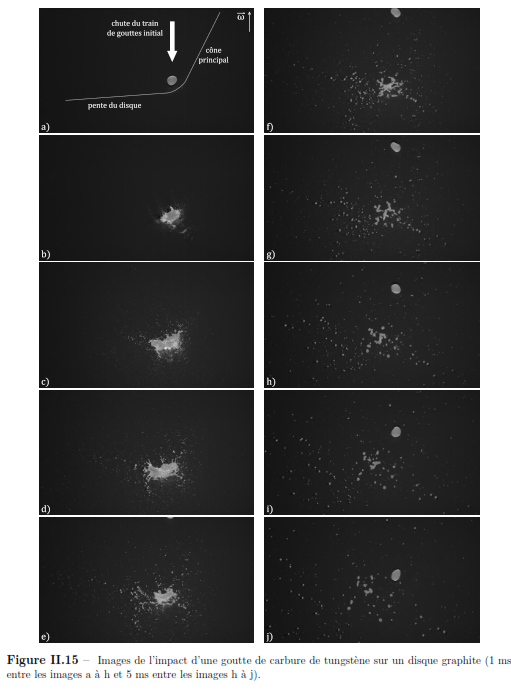 chute du train
de gouttes initial
ω
cône
principal
pente du disque
a)
b)
c)
d)
e)
f)
g)
h)
i)
j)
Figure II.15 – Images de l'impact d'une goutte de carbure de tungstène sur un disque graphite (1 ms
entre les images a à h et 5 ms entre les images h à j).